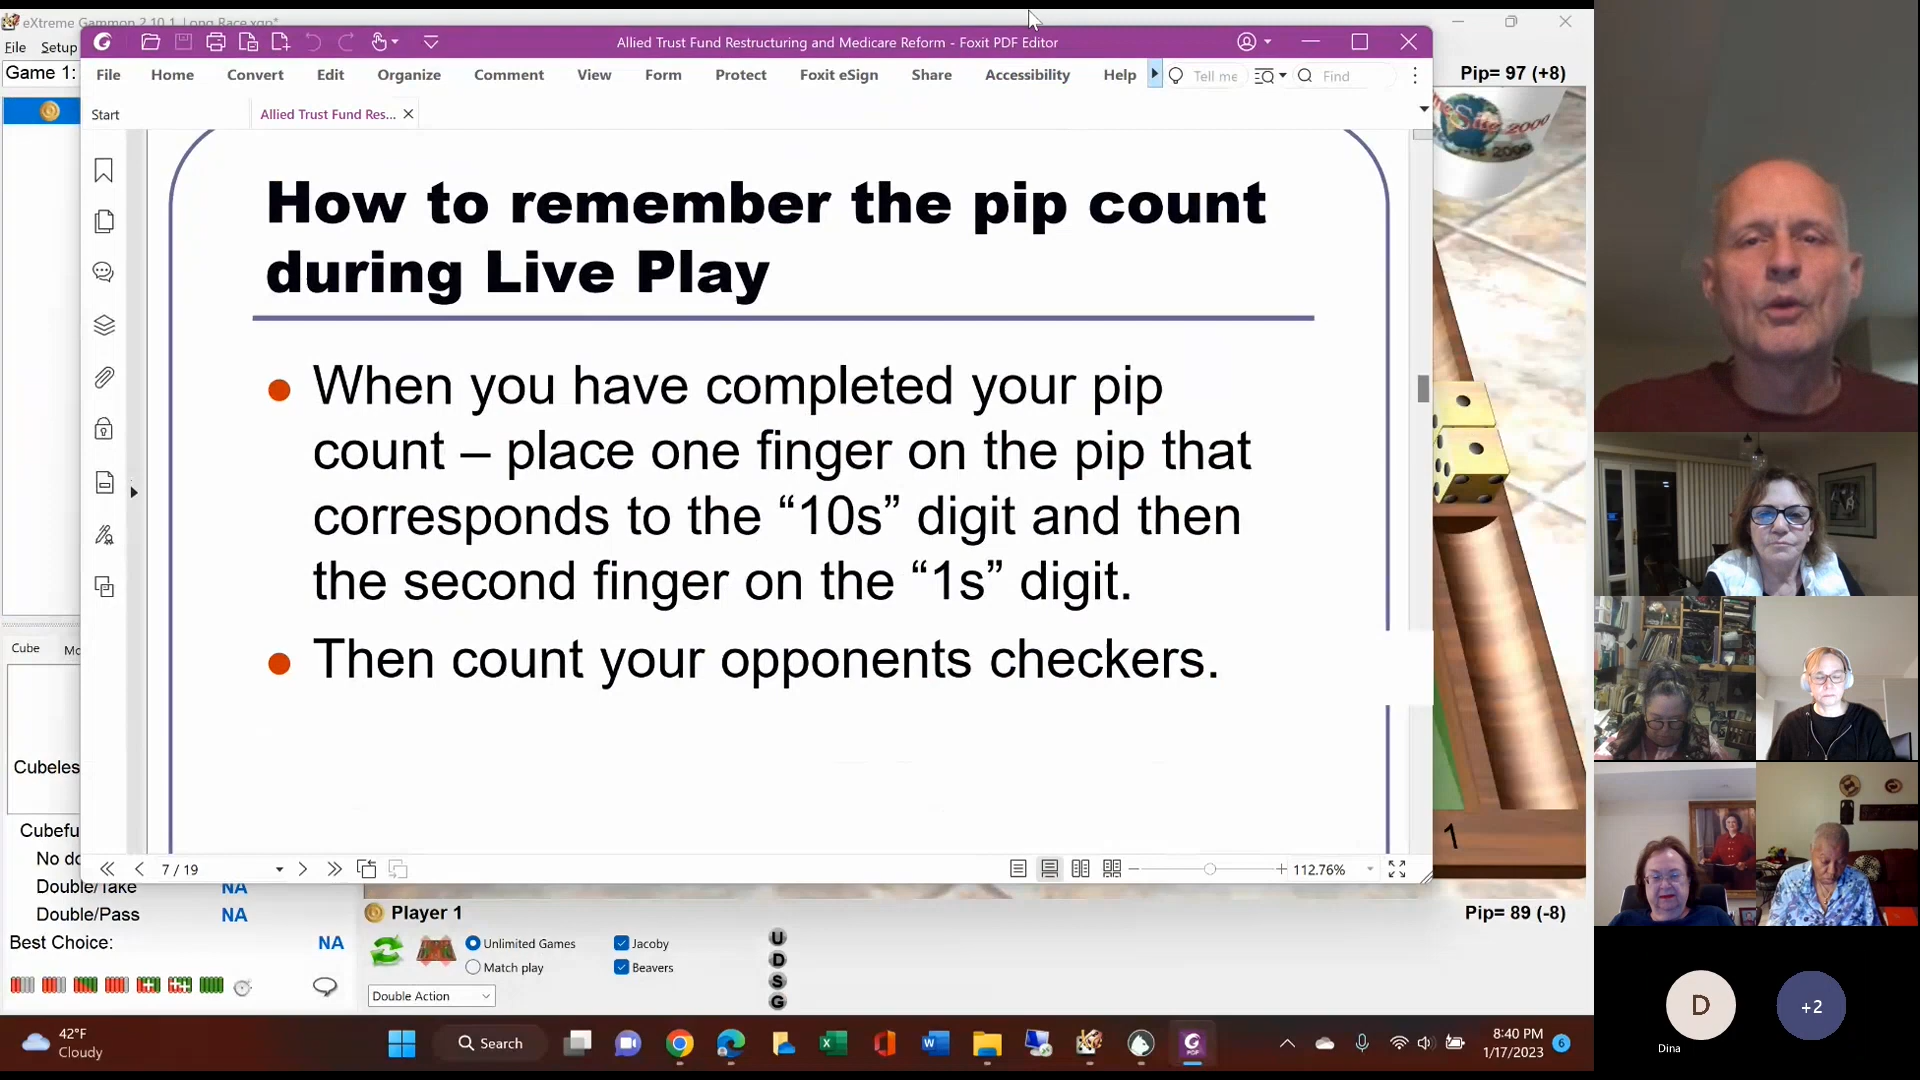 eXtreme Gammon 2.10.1, Long Race.xgp*
File Setup
Game 1:
Pip= 97 (+8)
Allied Trust Fund Restructuring and Medicare Reform - Foxit PDF Editor
File Home Convert Edit Organize Comment View Form Protect Foxit eSign Share Accessibility Help Tell me Find
Start
Allied Trust Fund Res...
Site 2000
2000
How to remember the pip count
during Live Play
When you have completed your pip
count – place one finger on the pip that
corresponds to the “10s” digit and then
the second finger on the “1s” digit.
Then count your opponents checkers.
7 / 19
112.76%
1
Cube
Cubeles
Cubefu
No do
Double/Take NA
Double/Pass NA
Best Choice: NA
Player 1
Pip= 89 (-8)
Unlimited Games
Match play
Jacoby
Beavers
Double Action
U
D
S
G
D
+2
Dina
42°F
Cloudy
Search
8:40 PM
1/17/2023
6